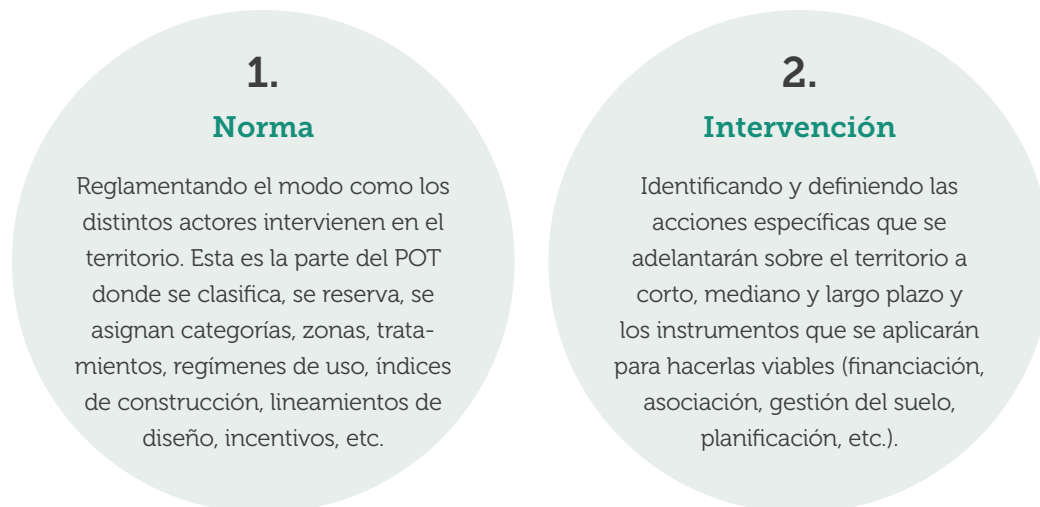 1.
Norma
Reglamentando el modo como los
distintos actores intervienen en el
territorio. Esta es la parte del POT
donde se clasifica, se reserva, se
asignan categorías, zonas, trata-
mientos, regímenes de uso, índices
de construcción, lineamientos de
diseño, incentivos, etc.
2.
Intervención
Identificando y definiendo las
acciones específicas que se
adelantarán sobre el territorio a
corto, mediano y largo plazo y
los instrumentos que se aplicarán
para hacerlas viables (financiación,
asociación, gestión del suelo,
planificación, etc.).